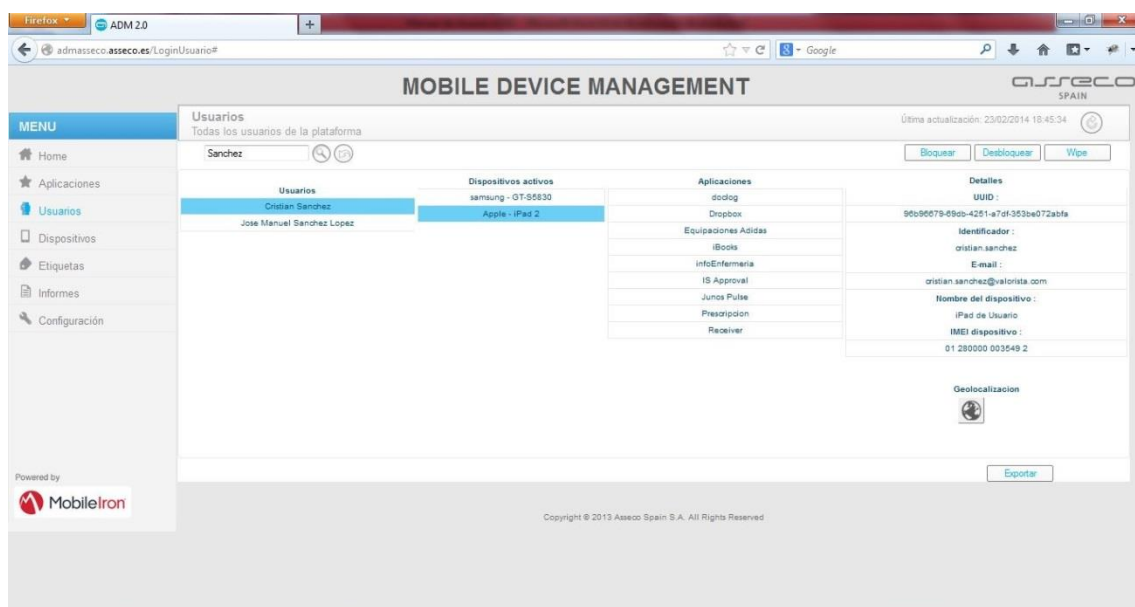 Firefox
ADM 2.0
admasseco.asseco.es/LoginUsuario#
Google
MOBILE DEVICE MANAGEMENT
asseco
SPAIN
MENU
Home
Aplicaciones
Usuarios
Dispositivos
Etiquetas
Informes
Configuración
Usuarios
Todas los usuarios de la plataforma
Útima actualización: 23/02/2014 18:45:34
Sanchez
Bloquear
Desbloquear
Wipe
Usuarios
Cristian Sanchez
Jose Manuel Sanchez Lopez
Dispositivos activos
samsung - GT-S5830
Apple - iPad 2
Aplicaciones
doclog
Dropbox
Equipaciones Adidas
iBooks
infoEnfermeria
IS Approval
Junos Pulse
Prescripcion
Receiver
Detalles
UUID :
96b96679-69db-4251-a7df-353be072abfa
Identificador :
cristian.sanchez
E-mail :
cristian.sanchez@valorista.com
Nombre del dispositivo :
iPad de Usuario
IMEI dispositivo :
01 280000 003549 2
Geolocalizacion
Exportar
Powered by
MobileIron
Copyright © 2013 Asseco Spain S.A. All Rights Reserved